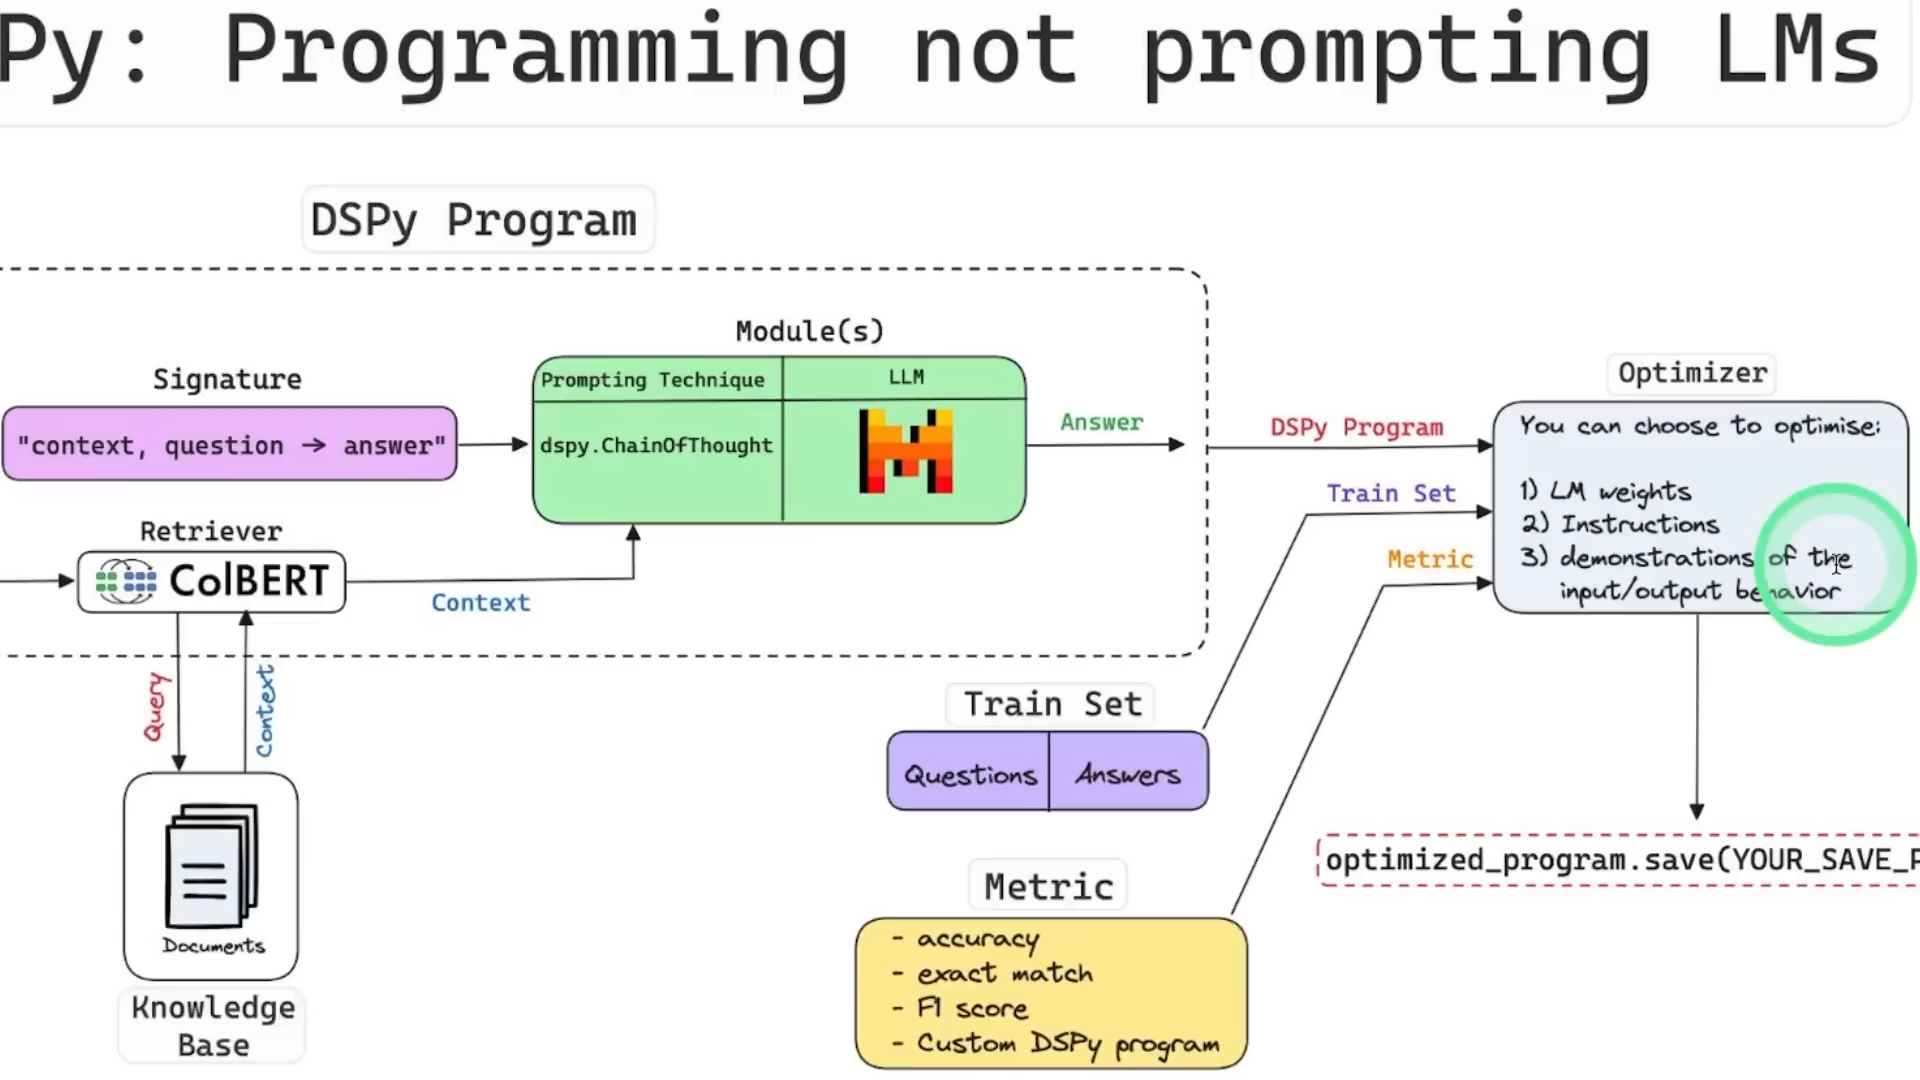 Py: Programming not prompting LMs
DSPy Program
Module(s)
Signature
Prompting Technique
LLM
"context, question → answer"
dspy.ChainOfThought
Answer
Retriever
ColBERT
Context
Query
Context
Documents
Knowledge
Base
DSPy Program
Train Set
Metric
Optimizer
You can choose to optimise:
1) LM weights
2) Instructions
3) demonstrations of the
input/output behavior
Train Set
Questions
Answers
Metric
- accuracy
- exact match
- F1 score
- Custom DSPy program
optimized_program.save(YOUR_SAVE_P